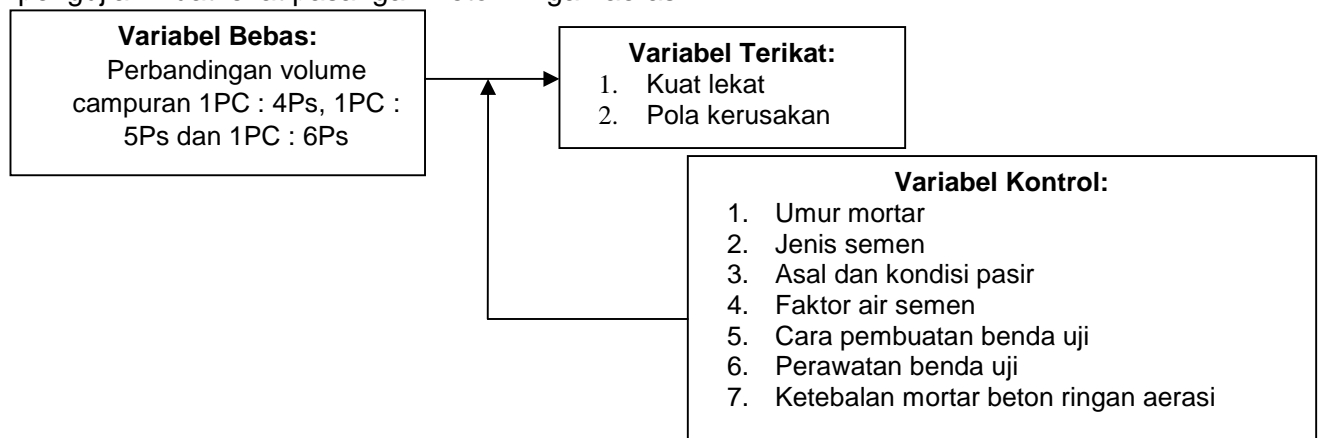 Variabel Bebas:
Perbandingan volume
campuran 1PC : 4Ps, 1PC :
5Ps dan 1PC : 6Ps
Variabel Terikat:
1. Kuat lekat
2. Pola kerusakan
Variabel Kontrol:
1. Umur mortar
2. Jenis semen
3. Asal dan kondisi pasir
4. Faktor air semen
5. Cara pembuatan benda uji
6. Perawatan benda uji
7. Ketebalan mortar beton ringan aerasi